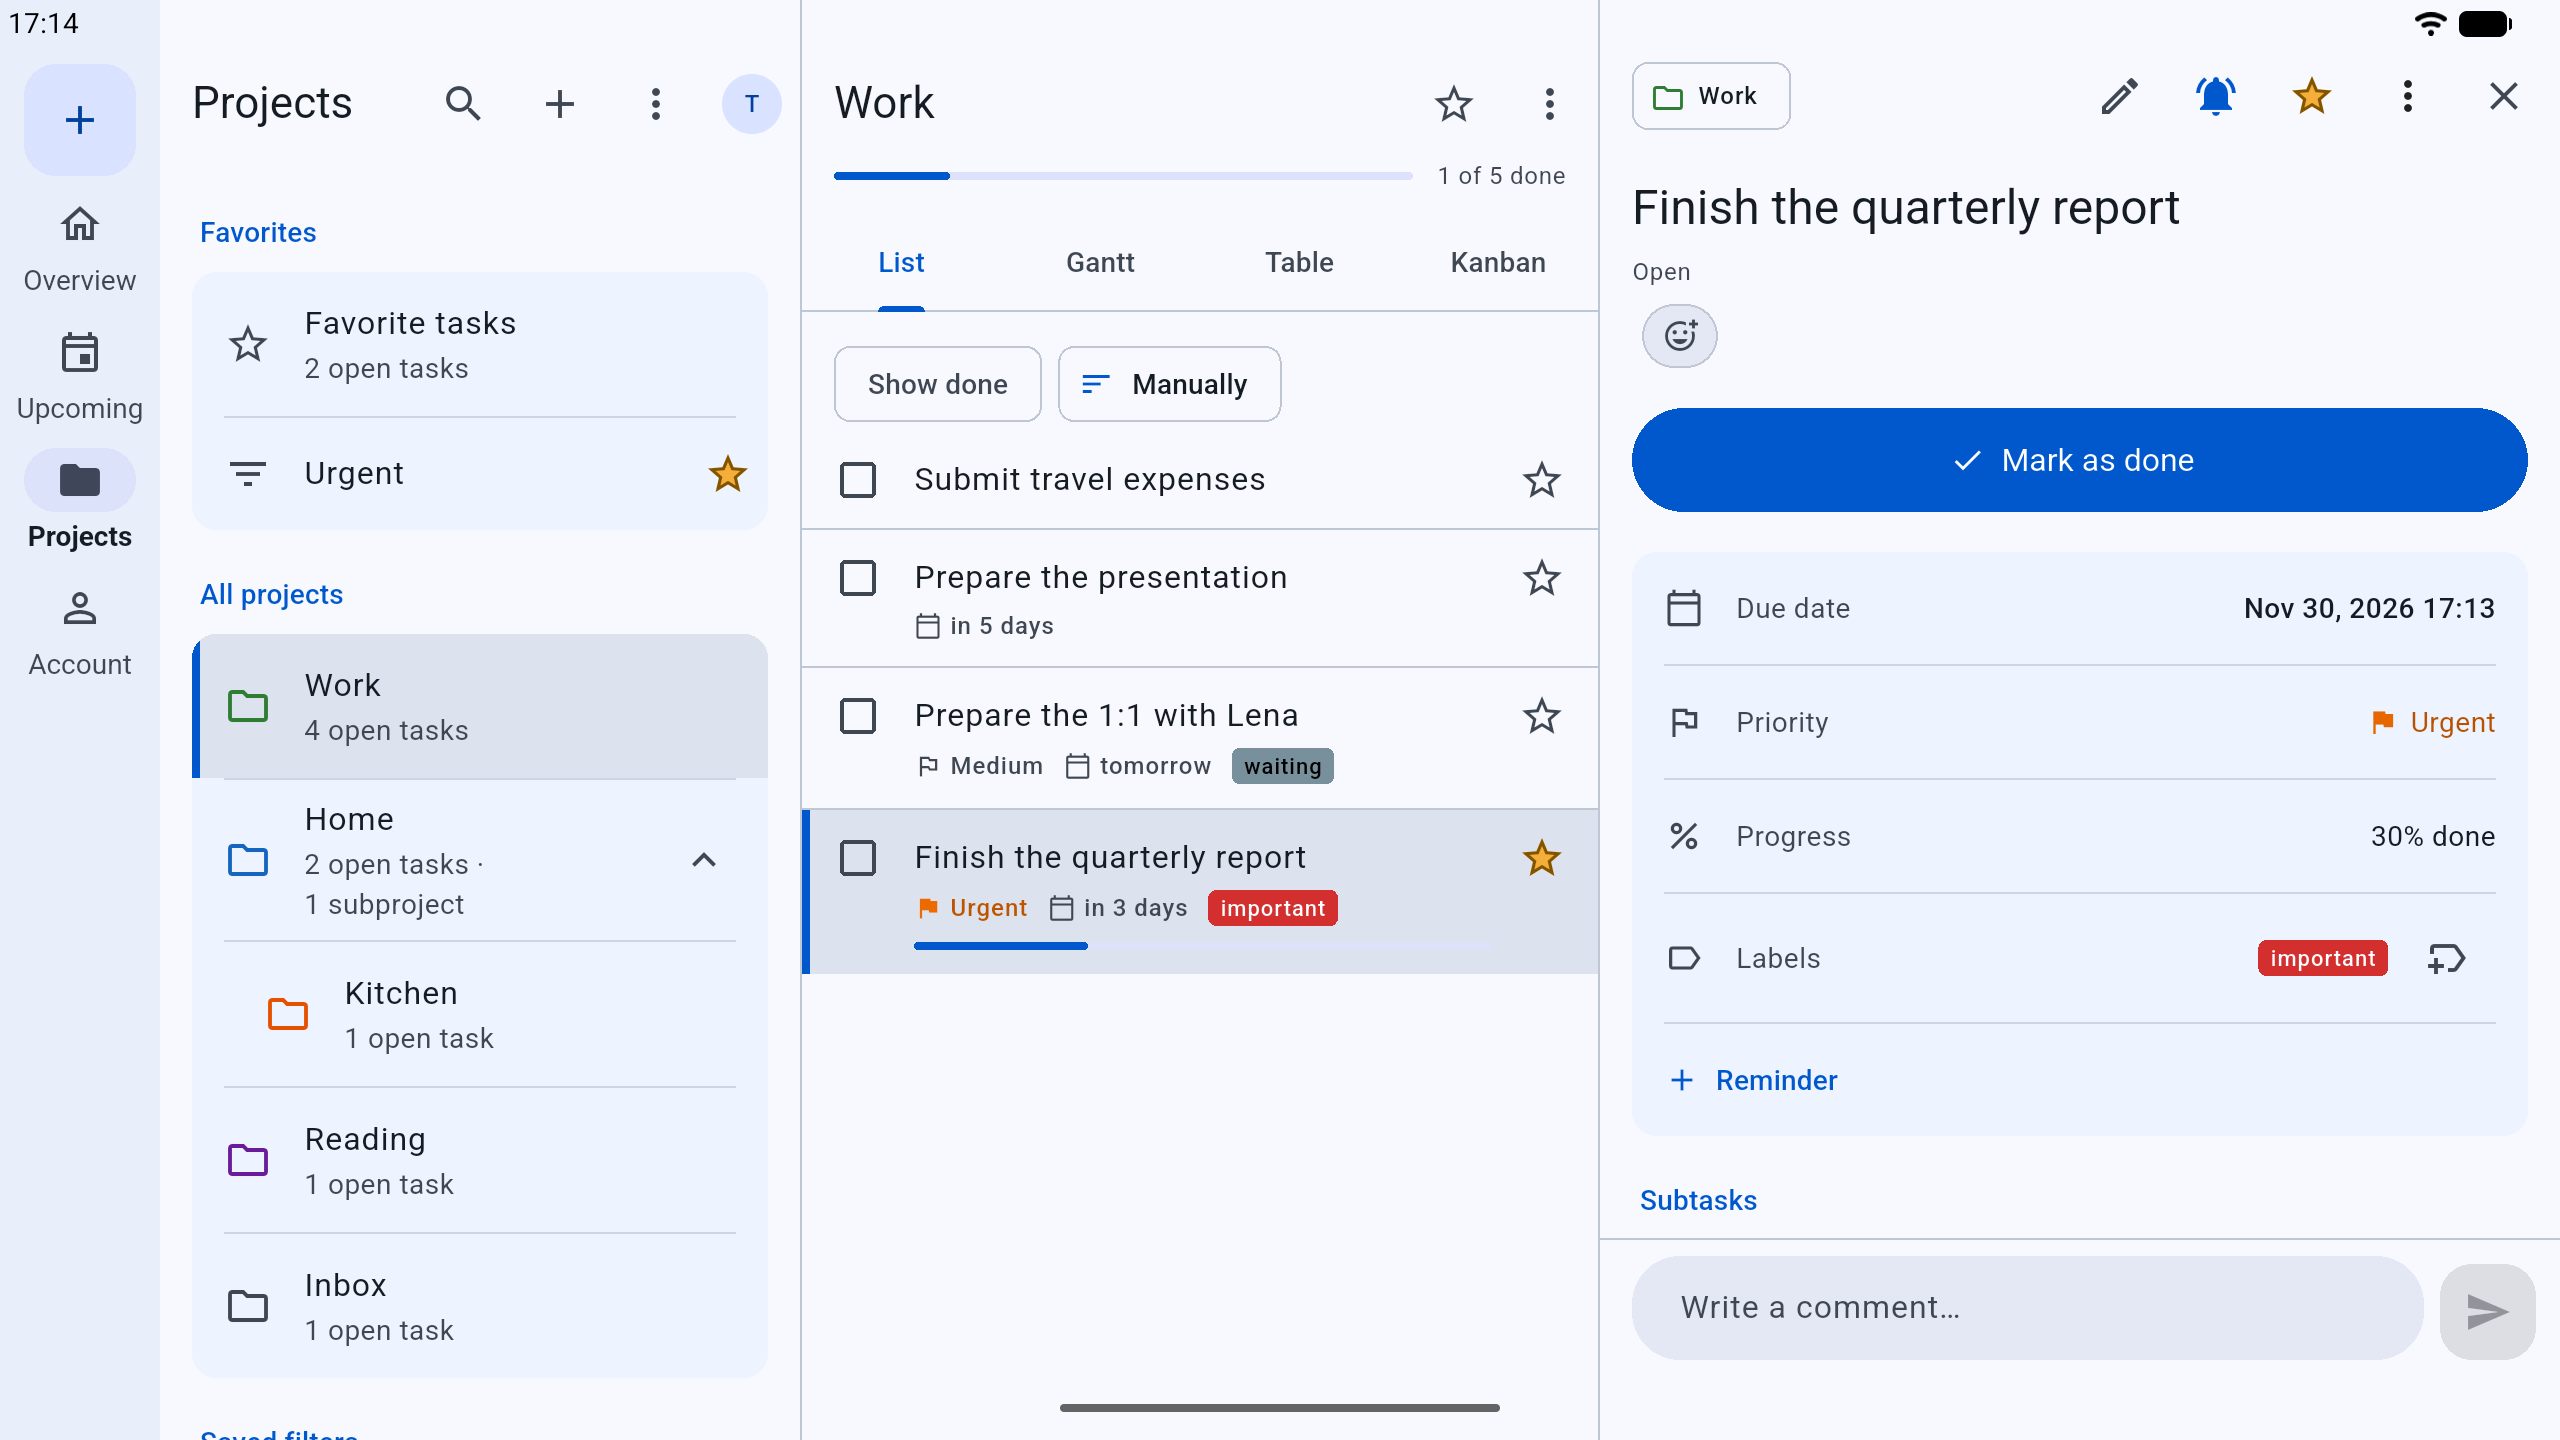 17:14
Overview
Upcoming
Projects
Account
Projects
T
Favorites
Favorite tasks
2 open tasks
Urgent
All projects
Work
4 open tasks
Home
2 open tasks ·
1 subproject
Kitchen
1 open task
Reading
1 open task
Inbox
1 open task
Saved filters
Work
1 of 5 done
List
Gantt
Table
Kanban
Show done
Manually
Submit travel expenses
Prepare the presentation
in 5 days
Prepare the 1:1 with Lena
Medium tomorrow waiting
Finish the quarterly report
Urgent in 3 days important
Work
Finish the quarterly report
Open
Mark as done
Due date Nov 30, 2026 17:13
Priority Urgent
Progress 30% done
Labels important
Reminder
Subtasks
Write a comment…